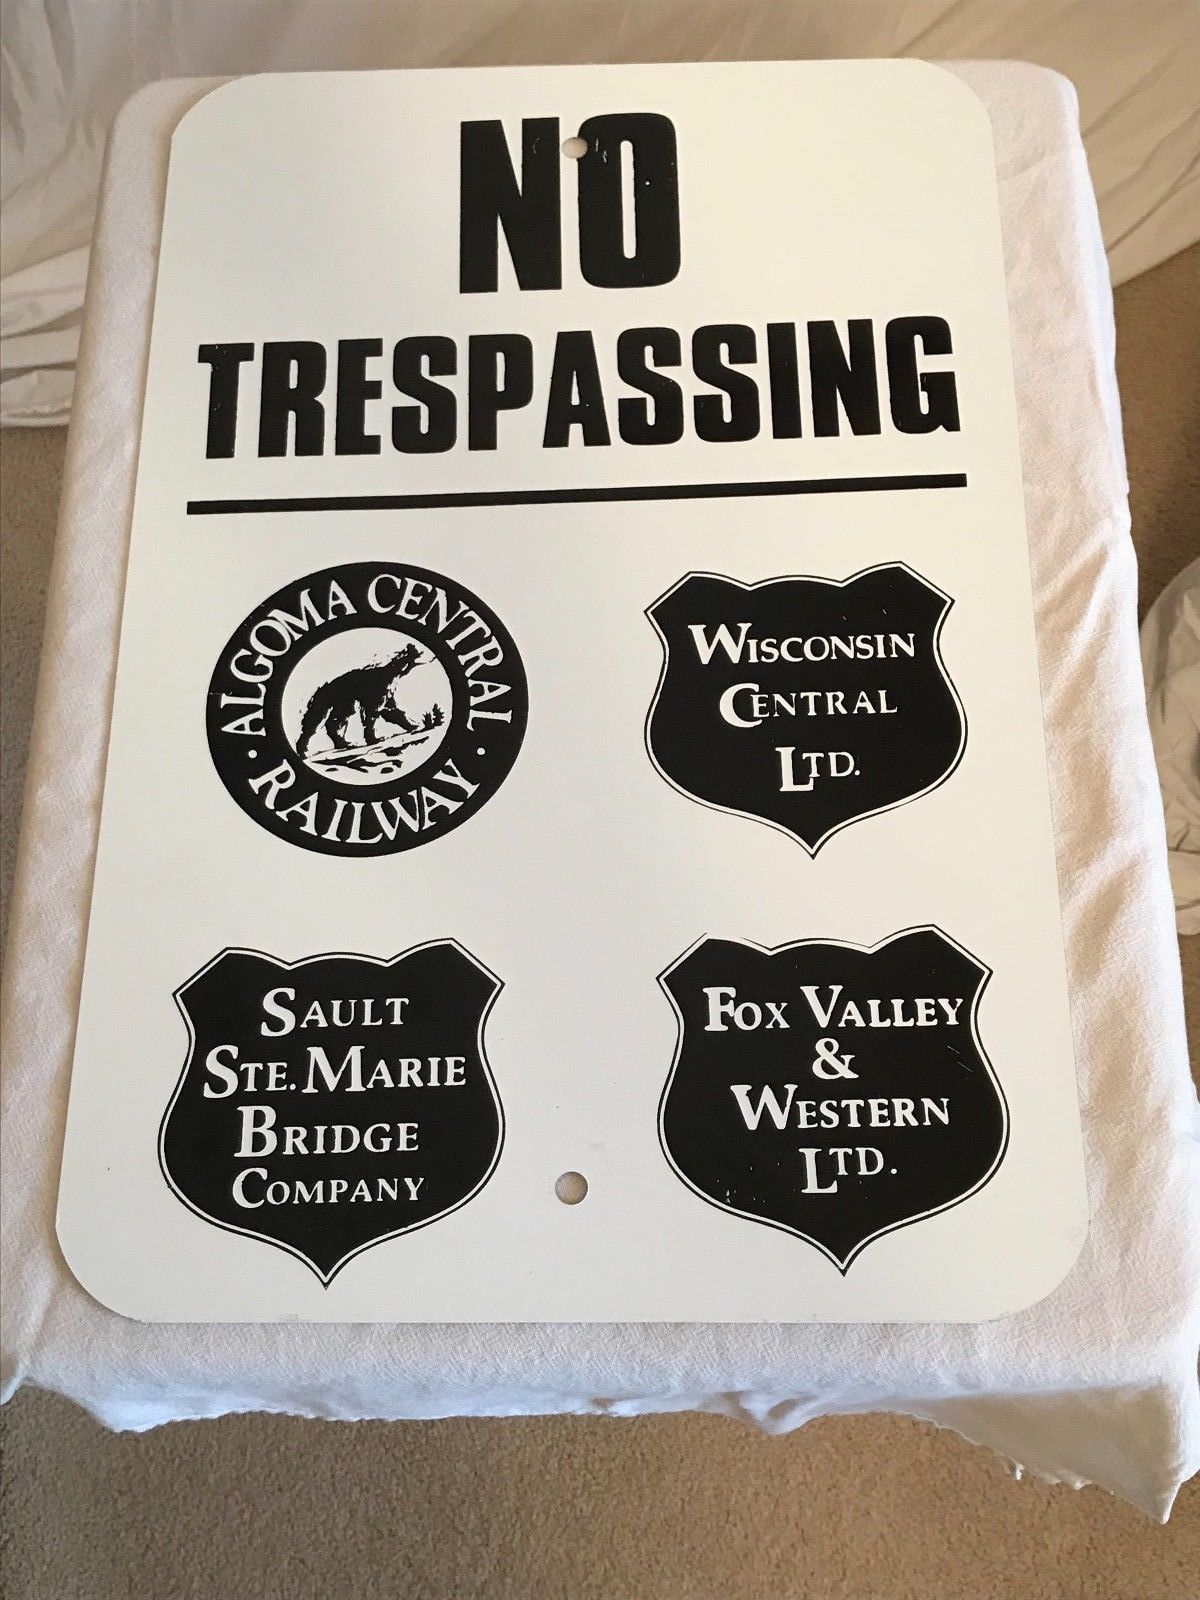 NO
TRESPASSING
ALGOMA CENTRAL
· RAILWAY ·
WISCONSIN
CENTRAL
LTD.
SAULT
STE. MARIE
BRIDGE
COMPANY
FOX VALLEY
&
WESTERN
LTD.